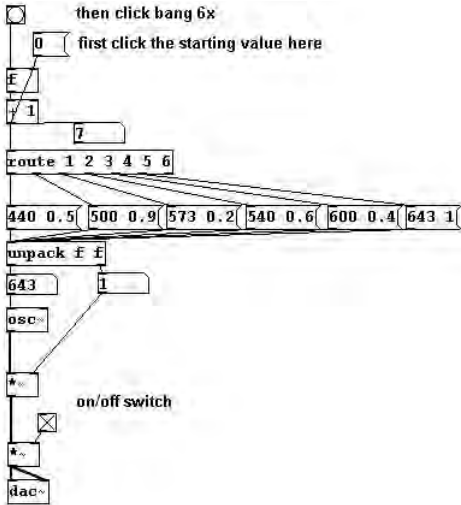 then click bang 6x
0
first click the starting value here
f
+ 1
7
route 1 2 3 4 5 6
440 0.5 500 0.9 573 0.2 540 0.6 600 0.4 643 1
unpack f f
643
1
osc~
*~
on/off switch
*~
dac~